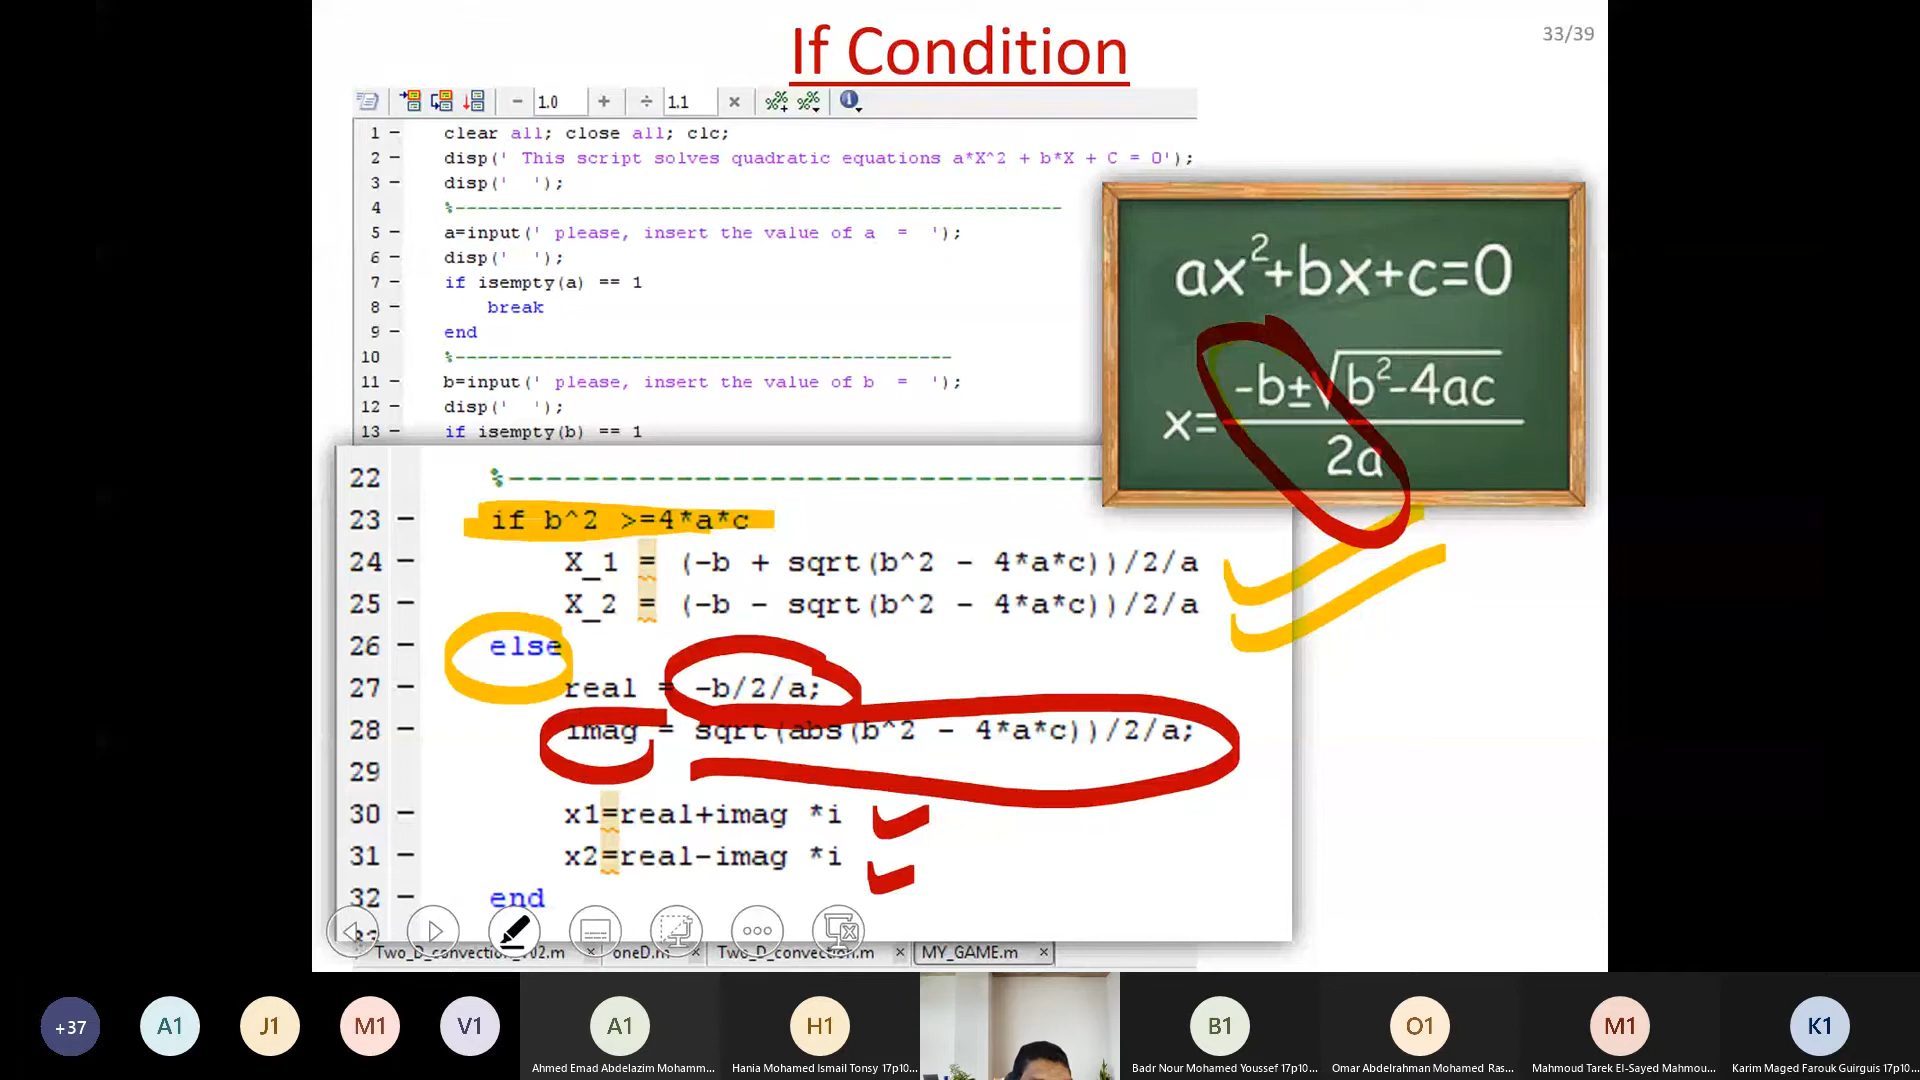 If Condition
33/39
1.0
1.1
1 clear all; close all; clc;
2 disp(' This script solves quadratic equations a*X^2 + b*X + C = 0');
3 disp('  ');
4 %-------------------------------------------------------
5 a=input(' please, insert the value of a  =  ');
6 disp('  ');
7 if isempty(a) == 1
8 break
9 end
10 %----------------------------------------------
11 b=input(' please, insert the value of b  =  ');
12 disp('  ');
13 if isempty(b) == 1
ax²+bx+c=0
x= -b±√b²-4ac
2a
22 %--------------------------------
23 if b^2 >=4*a*c
24 X_1 = (-b + sqrt(b^2 - 4*a*c))/2/a
25 X_2 = (-b - sqrt(b^2 - 4*a*c))/2/a
26 else
27 real = -b/2/a;
28 imag = sqrt(abs(b^2 - 4*a*c))/2/a;
29
30 x1=real+imag *i
31 x2=real-imag *i
32 end
oneD.m
Two_D_convection.m
MY_GAME.m
+37
A1
J1
M1
V1
A1
H1
B1
O1
M1
K1
Ahmed Emad Abdelazim Mohamm...
Hania Mohamed Ismail Tonsy 17p10...
Badr Nour Mohamed Youssef 17p10...
Omar Abdelrahman Mohamed Ras...
Mahmoud Tarek El-Sayed Mahmou...
Karim Maged Farouk Guirguis 17p10...